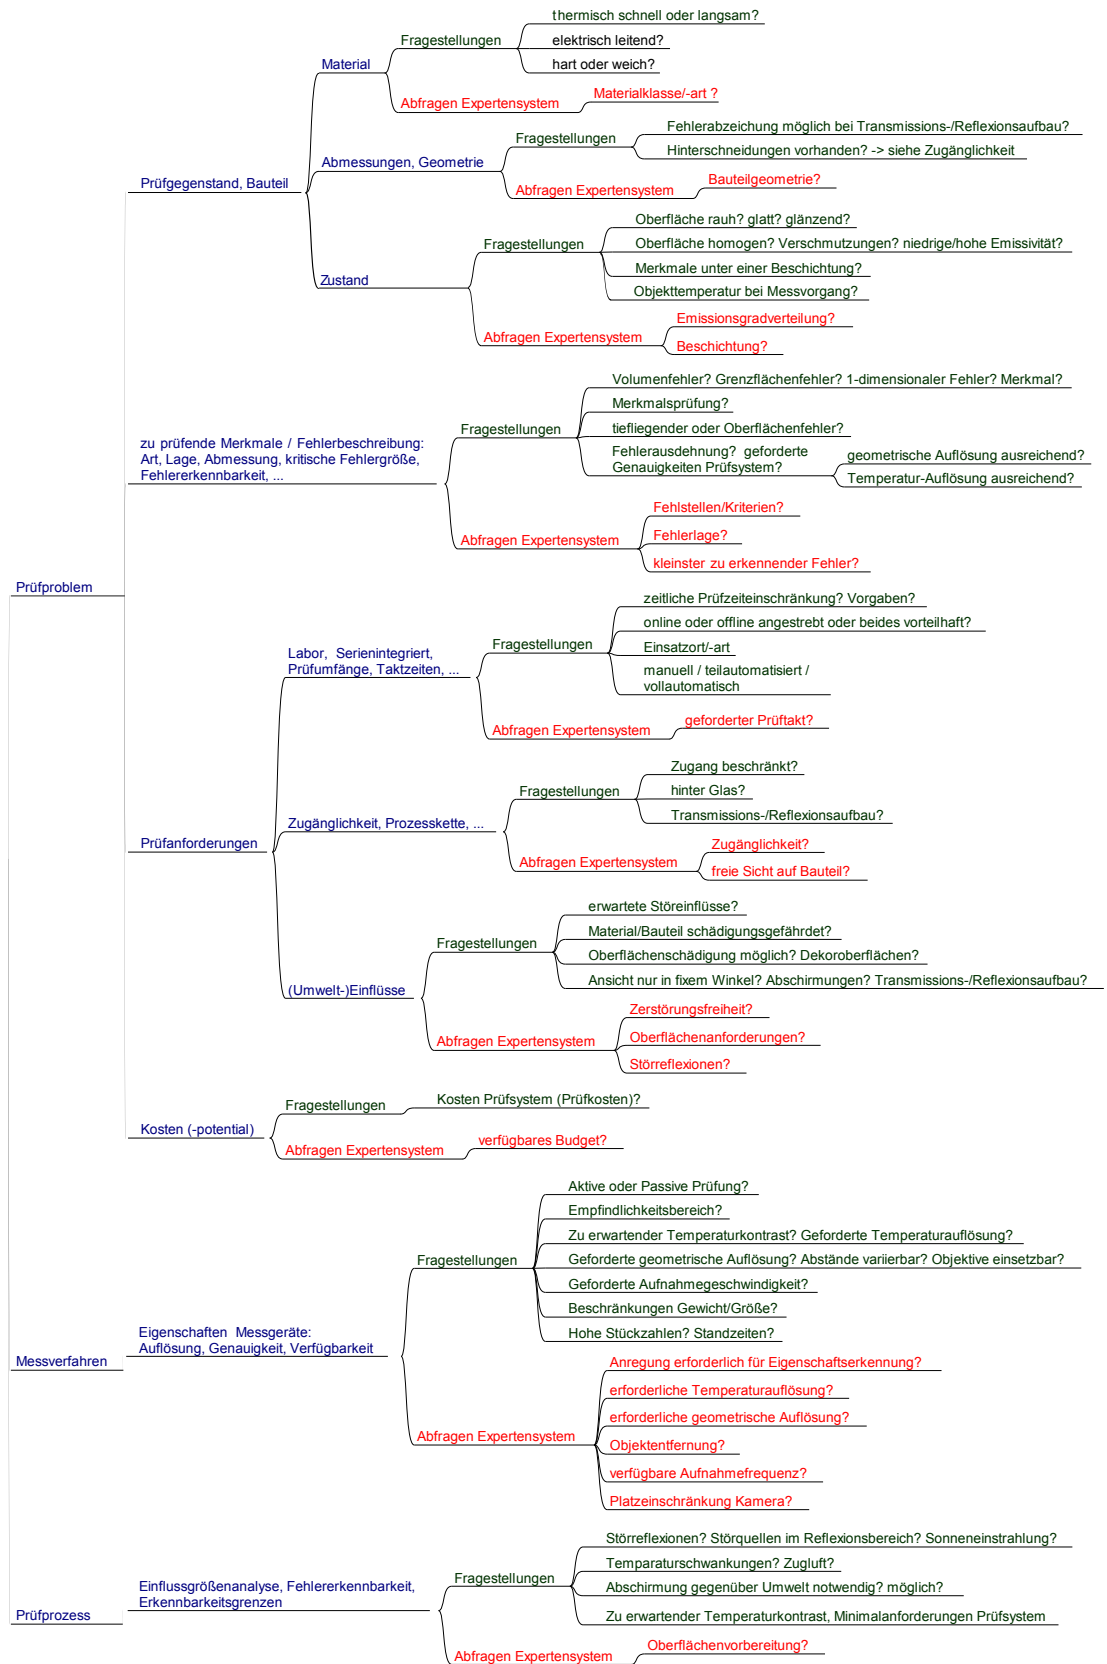 thermisch schnell oder langsam?
Fragestellungen
elektrisch leitend?
hart oder weich?
Material
Materialklasse/-art ?
Abfragen Expertensystem
Fehlerabzeichung möglich bei Transmissions-/Reflexionsaufbau?
Fragestellungen
Hinterschneidungen vorhanden? -> siehe Zugänglichkeit
Abmessungen, Geometrie
Bauteilgeometrie?
Abfragen Expertensystem
Prüfgegenstand, Bauteil
Oberfläche rauh? glatt? glänzend?
Fragestellungen
Oberfläche homogen? Verschmutzungen? niedrige/hohe Emissivität?
Merkmale unter einer Beschichtung?
Objekttemperatur bei Messvorgang?
Zustand
Emissionsgradverteilung?
Abfragen Expertensystem
Beschichtung?
Volumenfehler? Grenzflächenfehler? 1-dimensionaler Fehler? Merkmal?
Merkmalsprüfung?
Fragestellungen
tiefliegender oder Oberflächenfehler?
Fehlerausdehnung? geforderte
Genauigkeiten Prüfsystem?
geometrische Auflösung ausreichend?
Temperatur-Auflösung ausreichend?
zu prüfende Merkmale / Fehlerbeschreibung:
Art, Lage, Abmessung, kritische Fehlergröße,
Fehlererkennbarkeit, ...
Fehlstellen/Kriterien?
Abfragen Expertensystem
Fehlerlage?
kleinster zu erkennender Fehler?
Prüfproblem
zeitliche Prüfzeiteinschränkung? Vorgaben?
online oder offline angestrebt oder beides vorteilhaft?
Fragestellungen
Einsatzort/-art
manuell / teilautomatisiert /
vollautomatisch
Labor, Serienintegriert,
Prüfumfänge, Taktzeiten, ...
geforderter Prüftakt?
Abfragen Expertensystem
Zugang beschränkt?
Fragestellungen
hinter Glas?
Transmissions-/Reflexionsaufbau?
Zugänglichkeit, Prozesskette, ...
Zugänglichkeit?
Abfragen Expertensystem
freie Sicht auf Bauteil?
Prüfanforderungen
erwartete Störeinflüsse?
Material/Bauteil schädigungsgefährdet?
Fragestellungen
Oberflächenschädigung möglich? Dekoroberflächen?
Ansicht nur in fixem Winkel? Abschirmungen? Transmissions-/Reflexionsaufbau?
(Umwelt-)Einflüsse
Zerstörungsfreiheit?
Abfragen Expertensystem
Oberflächenanforderungen?
Störreflexionen?
Kosten Prüfsystem (Prüfkosten)?
Fragestellungen
Kosten (-potential)
verfügbares Budget?
Abfragen Expertensystem
Aktive oder Passive Prüfung?
Empfindlichkeitsbereich?
Zu erwartender Temperaturkontrast? Geforderte Temperaturauflösung?
Fragestellungen
Geforderte geometrische Auflösung? Abstände variierbar? Objektive einsetzbar?
Geforderte Aufnahmegeschwindigkeit?
Beschränkungen Gewicht/Größe?
Hohe Stückzahlen? Standzeiten?
Eigenschaften Messgeräte:
Auflösung, Genauigkeit, Verfügbarkeit
Messverfahren
Anregung erforderlich für Eigenschaftserkennung?
erforderliche Temperaturauflösung?
erforderliche geometrische Auflösung?
Abfragen Expertensystem
Objektentfernung?
verfügbare Aufnahmefrequenz?
Platzeinschränkung Kamera?
Störreflexionen? Störquellen im Reflexionsbereich? Sonneneinstrahlung?
Temparaturschwankungen? Zugluft?
Fragestellungen
Abschirmung gegenüber Umwelt notwendig? möglich?
Zu erwartender Temperaturkontrast, Minimalanforderungen Prüfsystem
Einflussgrößenanalyse, Fehlererkennbarkeit,
Erkennbarkeitsgrenzen
Prüfprozess
Oberflächenvorbereitung?
Abfragen Expertensystem